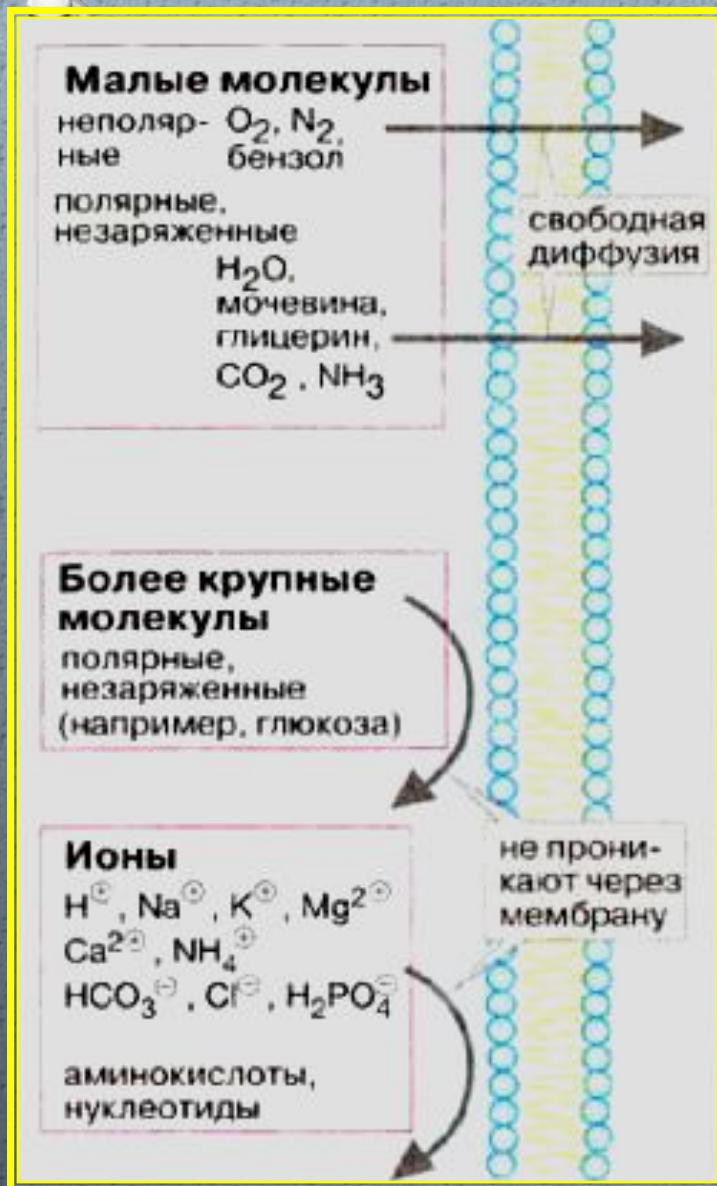 Малые молекулы
неполяр- O₂, N₂,
ные бензол
полярные,
незаряженные
H₂O,
мочевина,
глицерин,
CO₂ , NH₃
свободная
диффузия
Более крупные
молекулы
полярные,
незаряженные
(например, глюкоза)
Ионы
H⊕, Na⊕, K⊕, Mg²⊕
Ca²⊕, NH₄⊕
HCO₃⊖, Cl⊖, H₂PO₄⊖
аминокислоты,
нуклеотиды
не прони-
кают через
мембрану